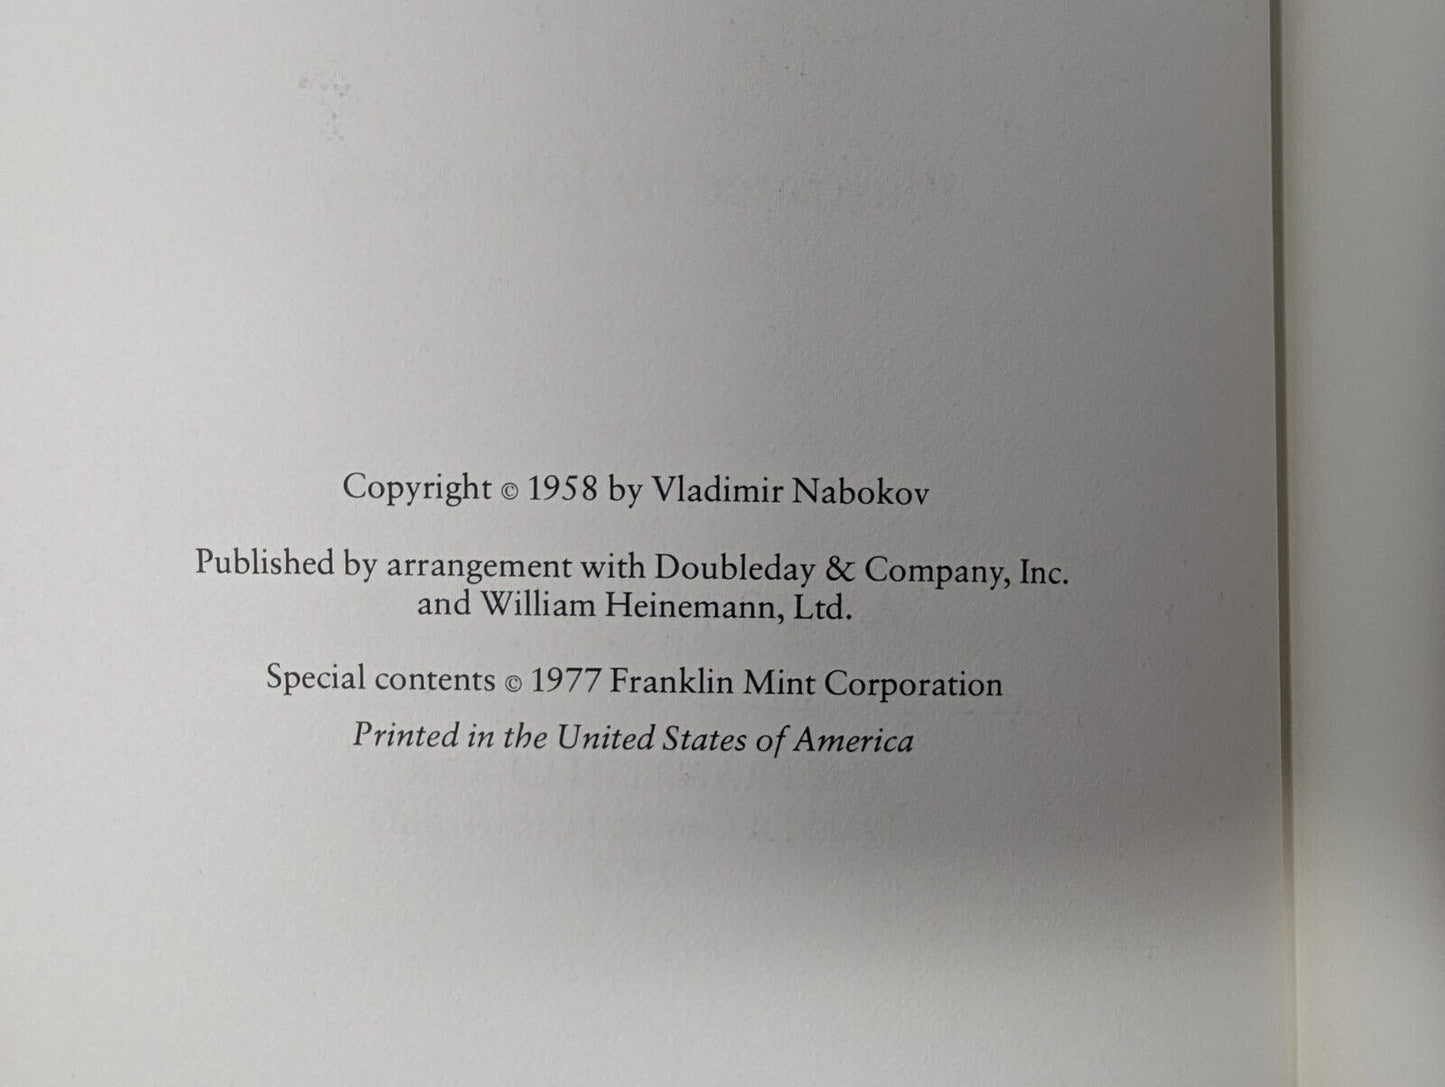 Copyright © 1958 by Vladimir Nabokov
Published by arrangement with Doubleday & Company, Inc.
and William Heinemann, Ltd.
Special contents © 1977 Franklin Mint Corporation
Printed in the United States of America